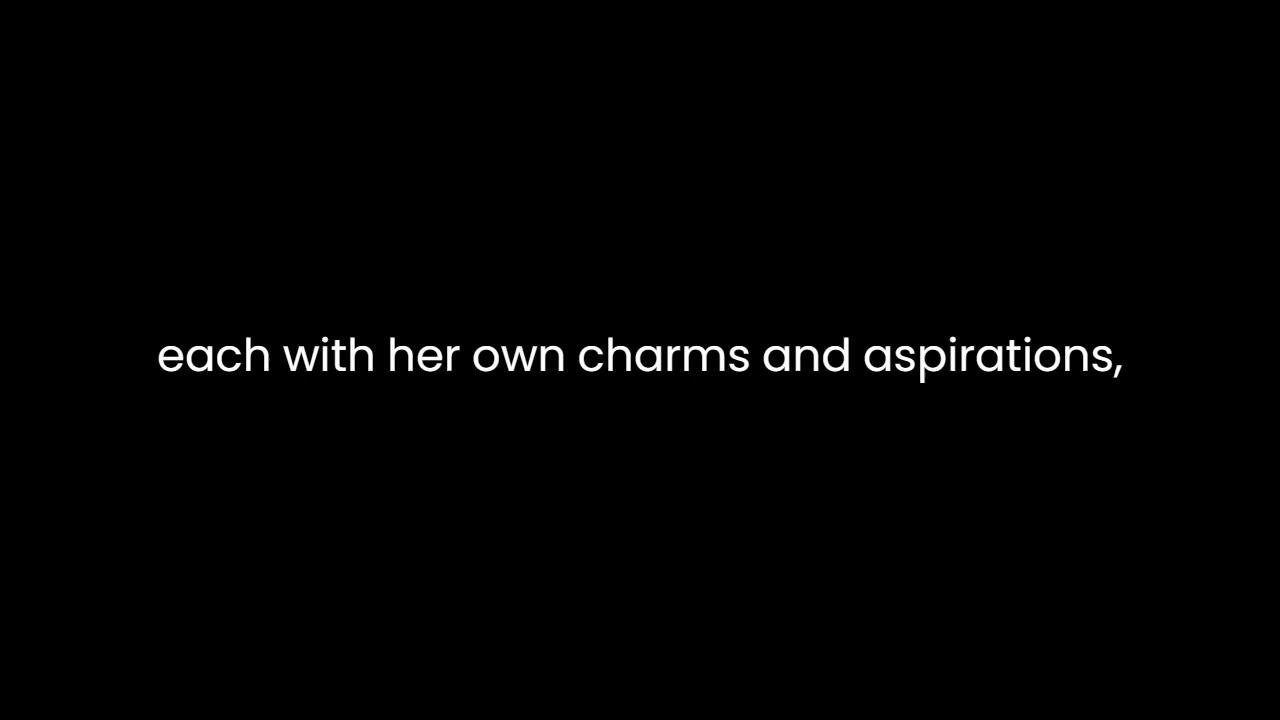 each with her own charms and aspirations,